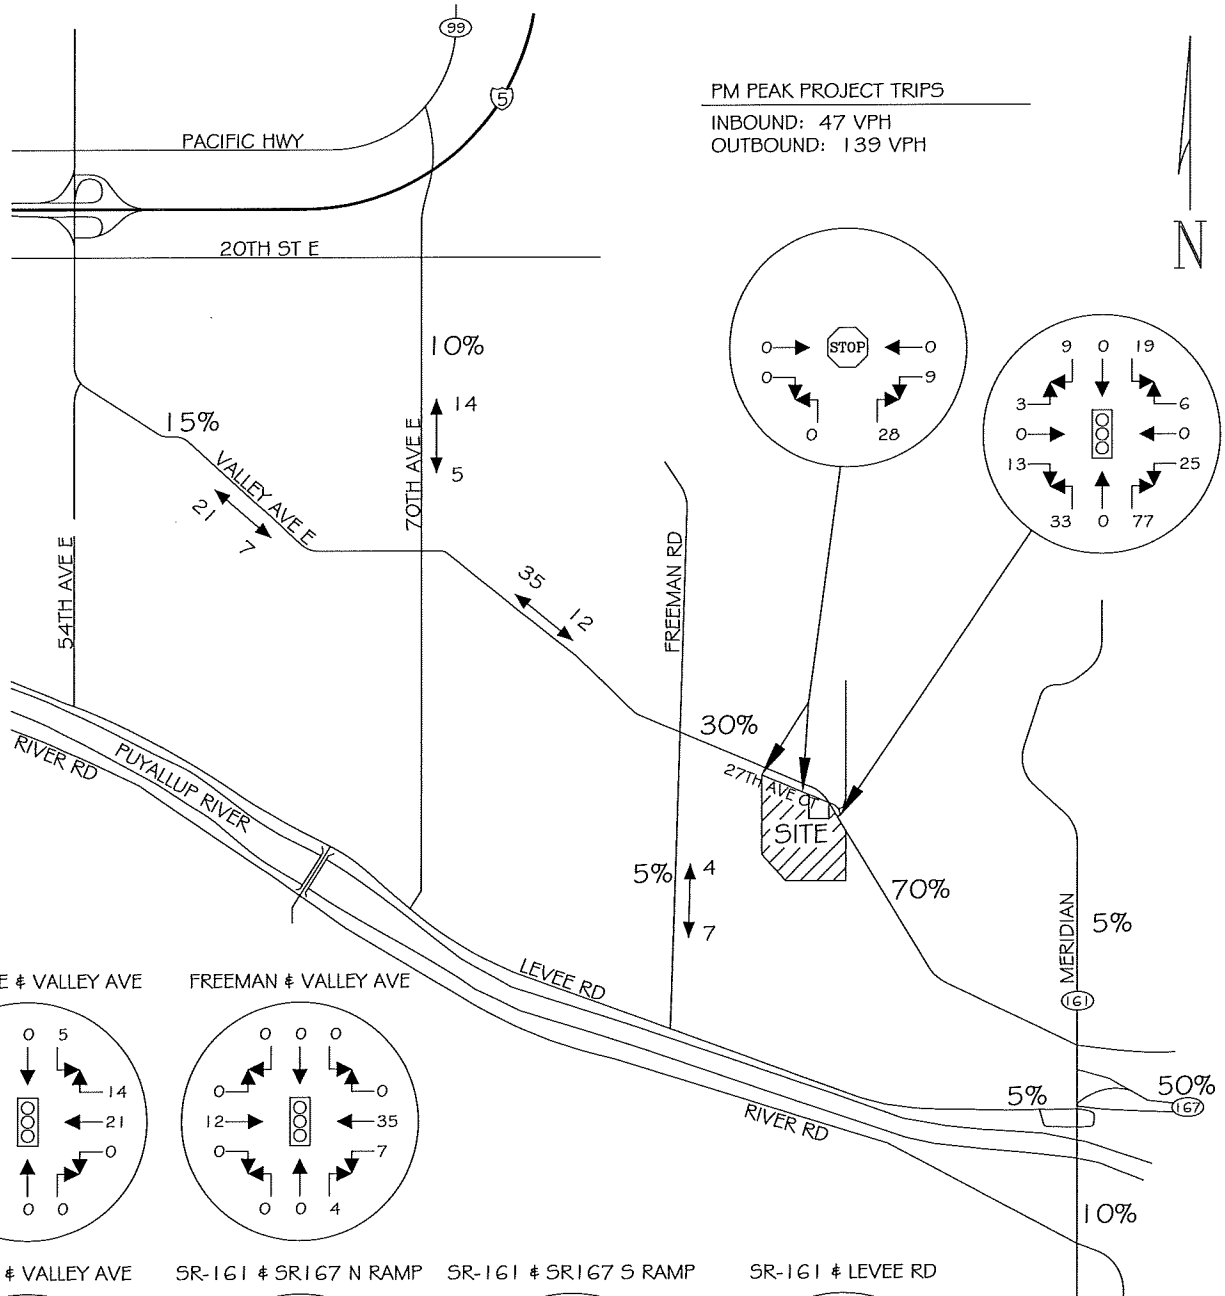 99
5
PM PEAK PROJECT TRIPS
INBOUND: 47 VPH
OUTBOUND: 139 VPH
PACIFIC HWY
20TH ST E
N
0 STOP 0
0 9
0 28
9 0 19
3 6
0 0
13 25
33 0 77
10%
14
5
70TH AVE E
15%
VALLEY AVE E
21
7
54TH AVE E
35
12
FREEMAN RD
30%
27TH AVE CT
SITE
70%
5%
4
7
MERIDIAN
5%
161
RIVER RD
PUYALLUP RIVER
LEVEE RD
RIVER RD
5%
50%
167
10%
E & VALLEY AVE
0 5
14
21
0
0 0
FREEMAN & VALLEY AVE
0 0 0
0 0
12 35
0 7
0 0 4
& VALLEY AVE
SR-161 & SR167 N RAMP
SR-161 & SR167 S RAMP
SR-161 & LEVEE RD